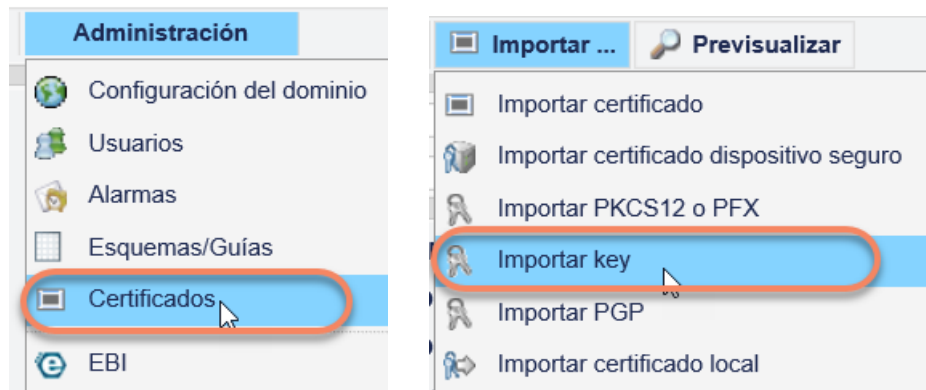 Administración
Configuración del dominio
Usuarios
Alarmas
Esquemas/Guías
Certificados
EBI
Importar ...
Previsualizar
Importar certificado
Importar certificado dispositivo seguro
Importar PKCS12 o PFX
Importar key
Importar PGP
Importar certificado local